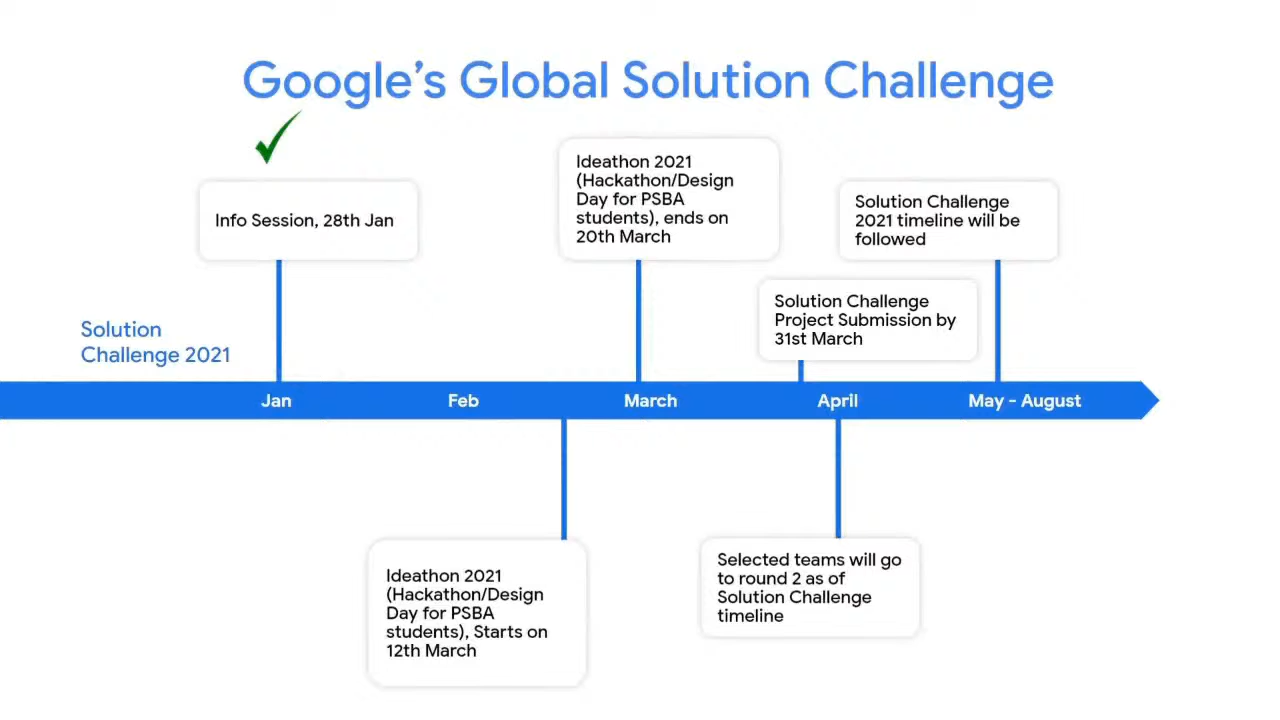 Google's Global Solution Challenge
Info Session, 28th Jan
Ideathon 2021
(Hackathon/Design
Day for PSBA
students), ends on
20th March
Solution Challenge
2021 timeline will be
followed
Solution Challenge
Project Submission by
31st March
Solution
Challenge 2021
Jan
Feb
March
April
May - August
Ideathon 2021
(Hackathon/Design
Day for PSBA
students), Starts on
12th March
Selected teams will go
to round 2 as of
Solution Challenge
timeline